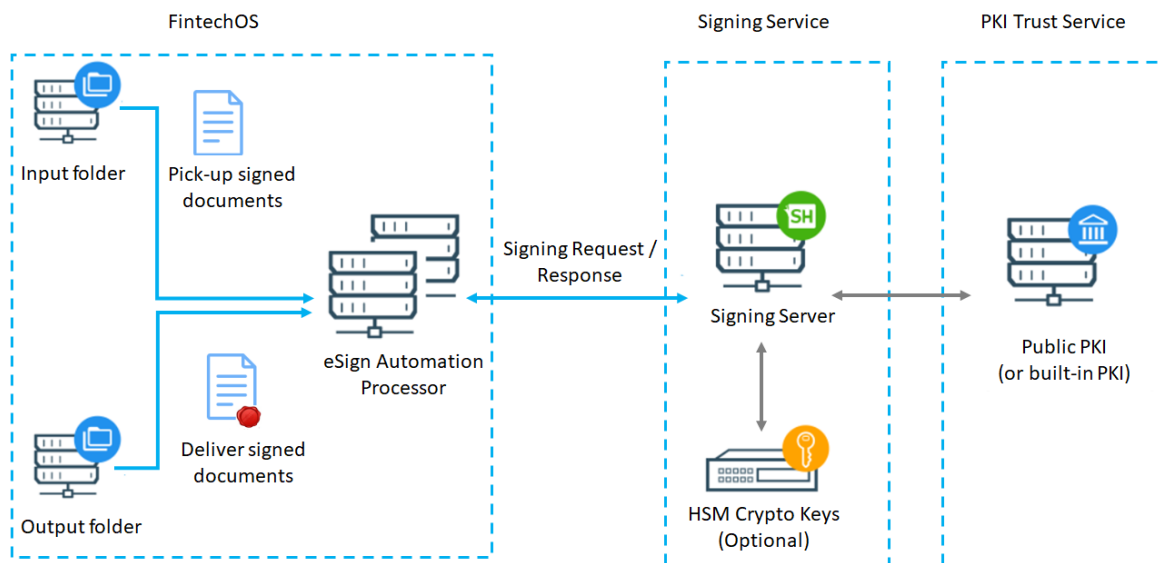 FintechOS
Signing Service
PKI Trust Service
Input folder
Pick-up signed
documents
SH
Signing Request /
Response
Signing Server
eSign Automation
Processor
Public PKI
(or built-in PKI)
Deliver signed
documents
Output folder
HSM Crypto Keys
(Optional)